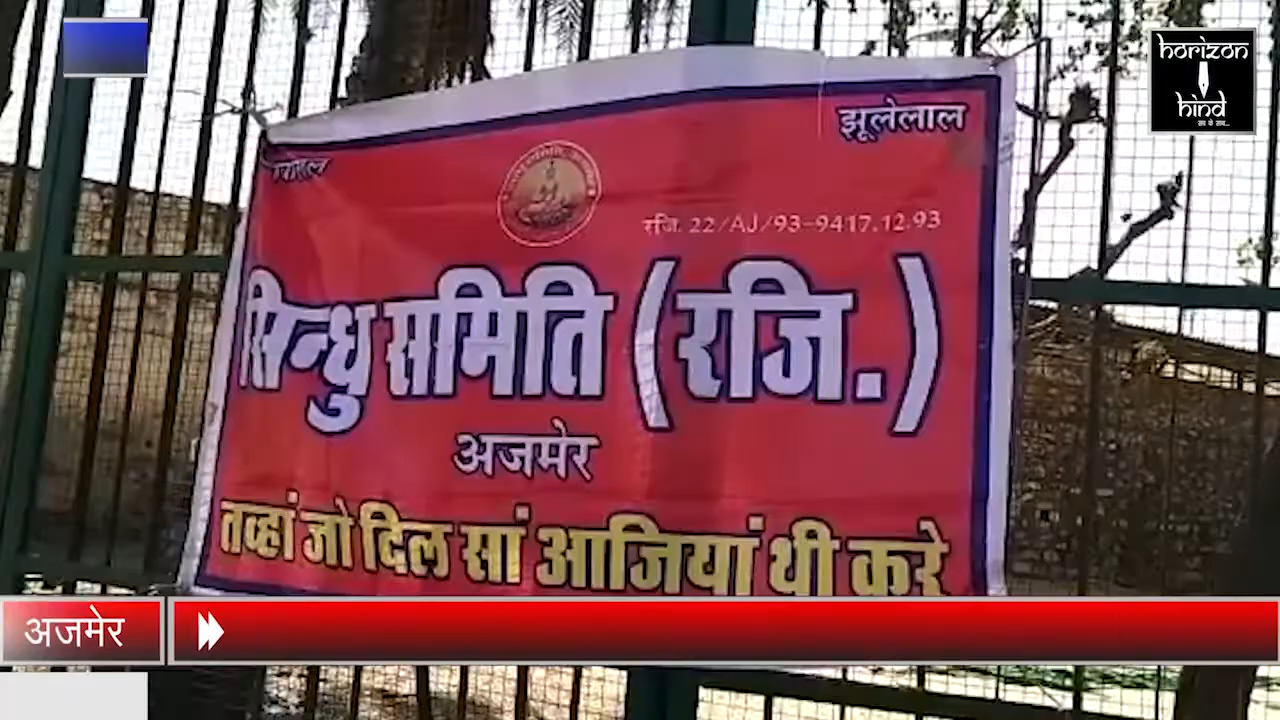 horizon
hind
झूलेलाल
रजि. 22/AJ/93-9417.12.93
सिन्धु समिति (रजि.)
अजमेर
तव्हां जो दिल सां आजियां थी करे
अजमेर